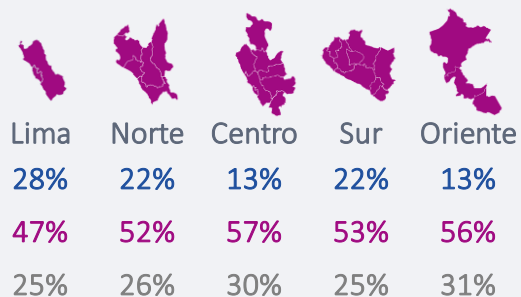 Lima Norte Centro Sur Oriente
28% 22% 13% 22% 13%
47% 52% 57% 53% 56%
25% 26% 30% 25% 31%